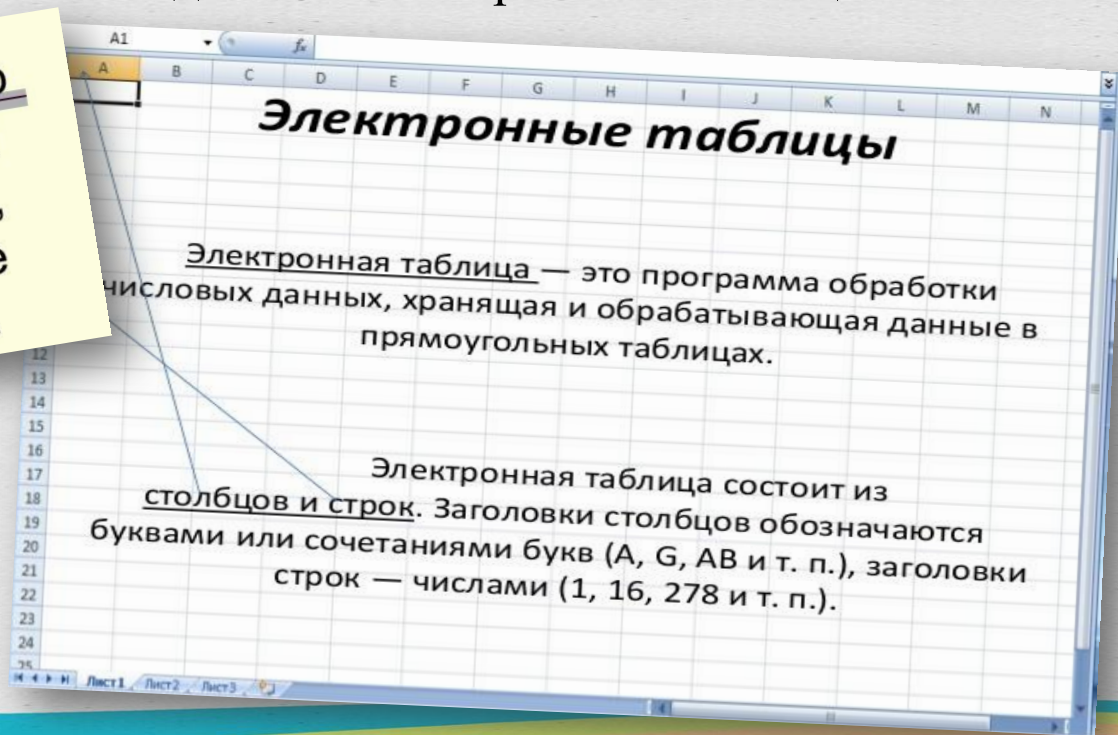 A1
fx
A B C D E F G H I J K L M N
Электронные таблицы
Электронная таблица — это программа обработки
числовых данных, хранящая и обрабатывающая данные в
прямоугольных таблицах.
12
13
14
15
16
Электронная таблица состоит из
17
18
столбцов и строк. Заголовки столбцов обозначаются
19
буквами или сочетаниями букв (A, G, AB и т. п.), заголовки
20
строк — числами (1, 16, 278 и т. п.).
21
22
23
24
25
Лист1 Лист2 Лист3